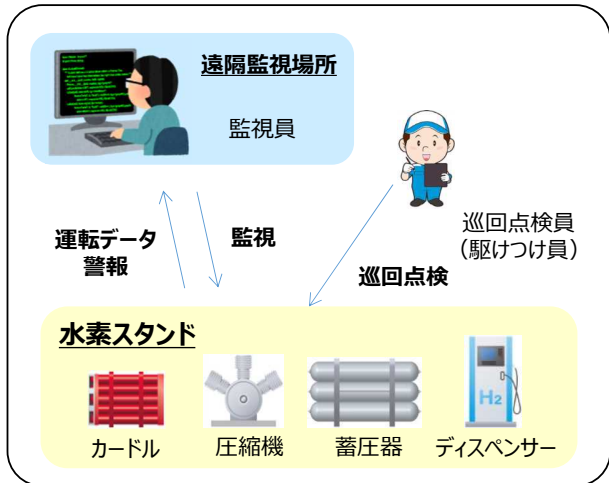 遠隔監視場所
監視員
運転データ
警報
監視
巡回点検
巡回点検員
（駆けつけ員）
水素スタンド
H2
カードル
圧縮機
蓄圧器
ディスペンサー